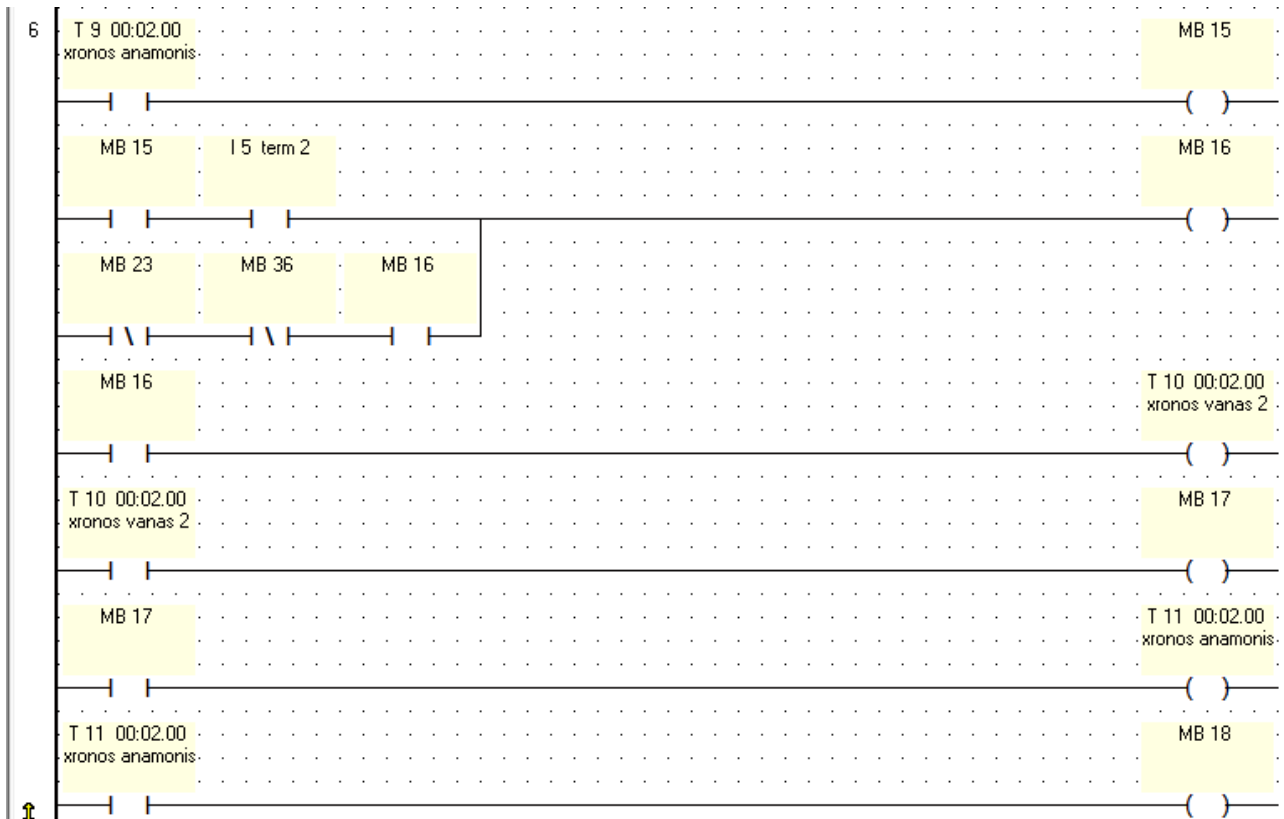 6
T 9 00:02.00
xronos anamonis
MB 15
MB 15
I 5 term 2
MB 16
MB 23
MB 36
MB 16
MB 16
T 10 00:02.00
xronos vanas 2
T 10 00:02.00
xronos vanas 2
MB 17
MB 17
T 11 00:02.00
xronos anamonis
T 11 00:02.00
xronos anamonis
MB 18